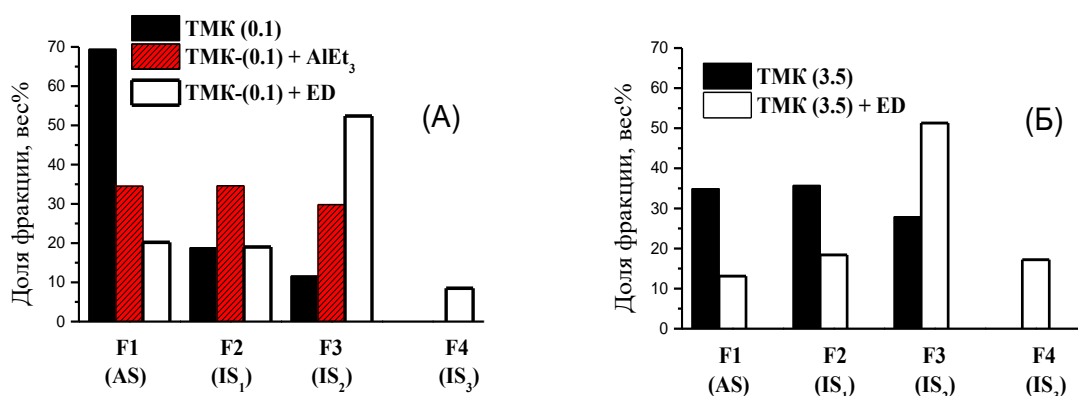 ТМК (0.1)
ТМК-(0.1) + AlEt3
ТМК-(0.1) + ED
(А)
Доля фракции, вес%
70
60
50
40
30
20
10
0
F1 F2 F3 F4
(AS) (IS1) (IS2) (IS3)
ТМК (3.5)
ТМК (3.5) + ED
(Б)
Доля фракции, вес%
70
60
50
40
30
20
10
0
F1 F2 F3 F4
(AS) (IS1) (IS2) (IS3)